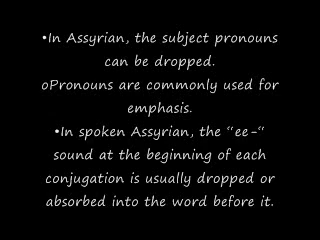 •In Assyrian, the subject pronouns
can be dropped.
oPronouns are commonly used for
emphasis.
•In spoken Assyrian, the “ee-“
sound at the beginning of each
conjugation is usually dropped or
absorbed into the word before it.